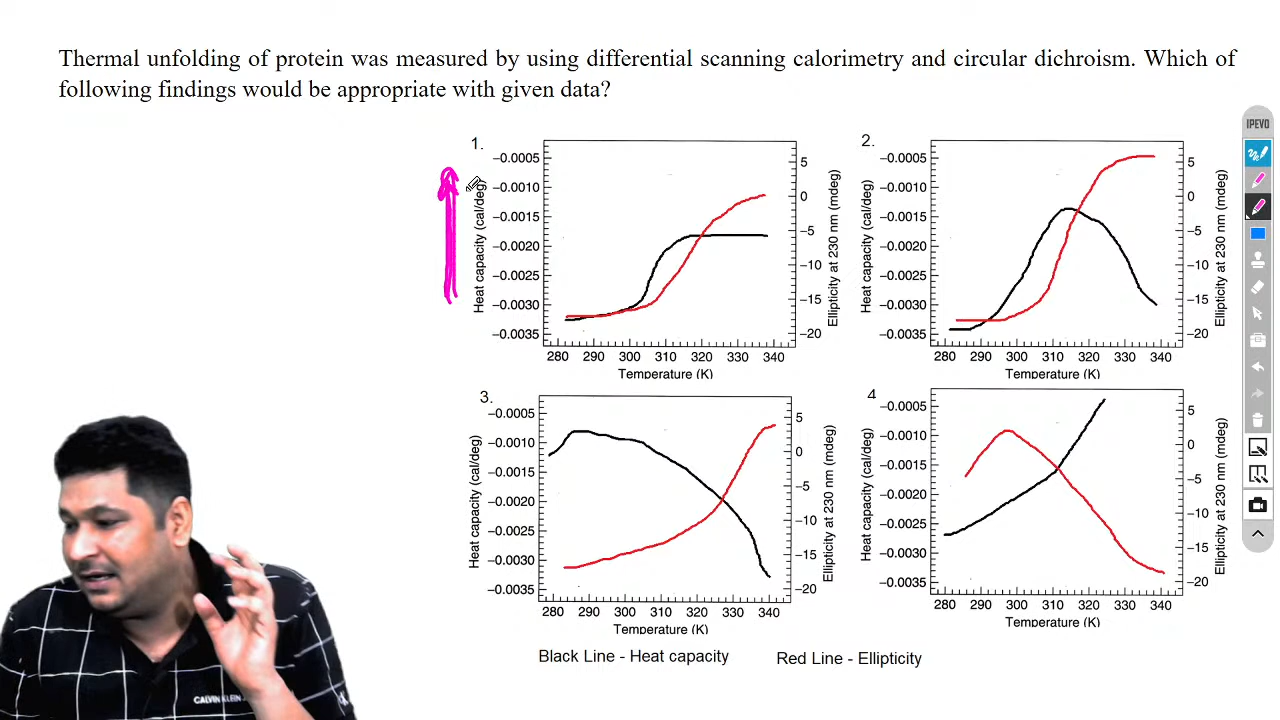 Thermal unfolding of protein was measured by using differential scanning calorimetry and circular dichroism. Which of
following findings would be appropriate with given data?
IPEVO
1.
Heat capacity (cal/deg)
−0.0005
−0.0010
−0.0015
−0.0020
−0.0025
−0.0030
−0.0035
5
0
−5
−10
−15
−20
Ellipticity at 230 nm (mdeg)
280 290 300 310 320 330 340
Temperature (K)
2.
Heat capacity (cal/deg)
−0.0005
−0.0010
−0.0015
−0.0020
−0.0025
−0.0030
−0.0035
5
0
−5
−10
−15
−20
Ellipticity at 230 nm (mdeg)
280 290 300 310 320 330 340
Temperature (K)
3.
Heat capacity (cal/deg)
−0.0005
−0.0010
−0.0015
−0.0020
−0.0025
−0.0030
−0.0035
5
0
−5
−10
−15
−20
Ellipticity at 230 nm (mdeg)
280 290 300 310 320 330 340
Temperature (K)
4
Heat capacity (cal/deg)
−0.0005
−0.0010
−0.0015
−0.0020
−0.0025
−0.0030
−0.0035
5
0
−5
−10
−15
−20
Ellipticity at 230 nm (mdeg)
280 290 300 310 320 330 340
Temperature (K)
Black Line - Heat capacity
Red Line - Ellipticity
CALVIN KLEIN